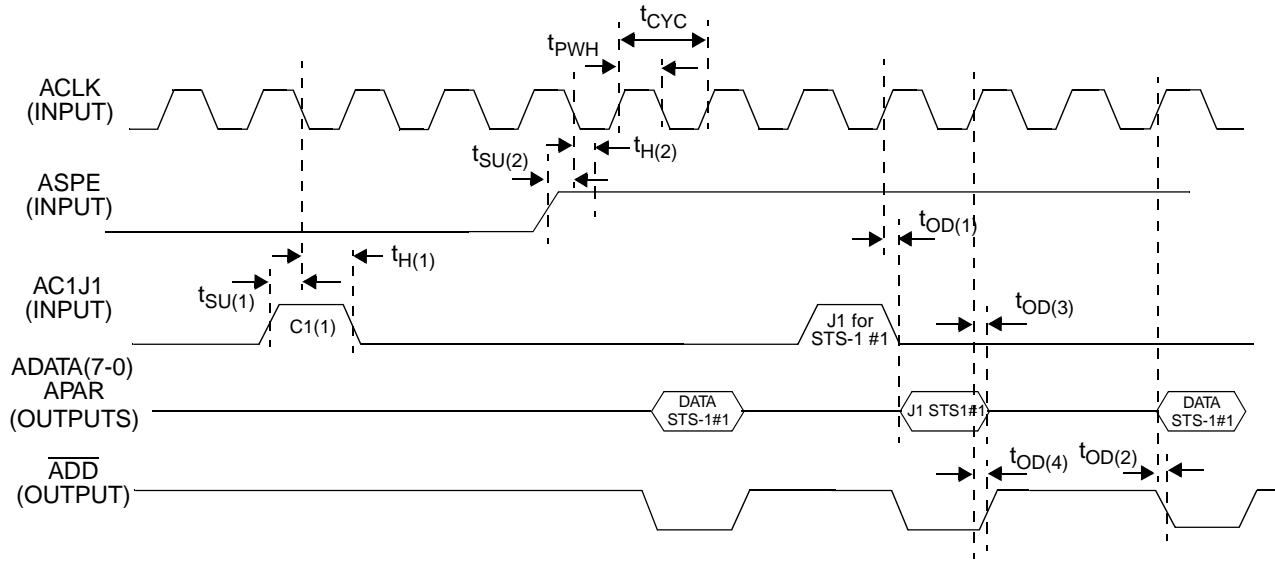 tCYC
tPWH
ACLK
(INPUT)
tSU(2)
tH(2)
ASPE
(INPUT)
tOD(1)
tH(1)
AC1J1
(INPUT)
tSU(1)
C1(1)
J1 for
STS-1 #1
tOD(3)
ADATA(7-0)
APAR
(OUTPUTS)
DATA
STS-1#1
J1 STS1#1
DATA
STS-1#1
ADD
(OUTPUT)
tOD(4)
tOD(2)